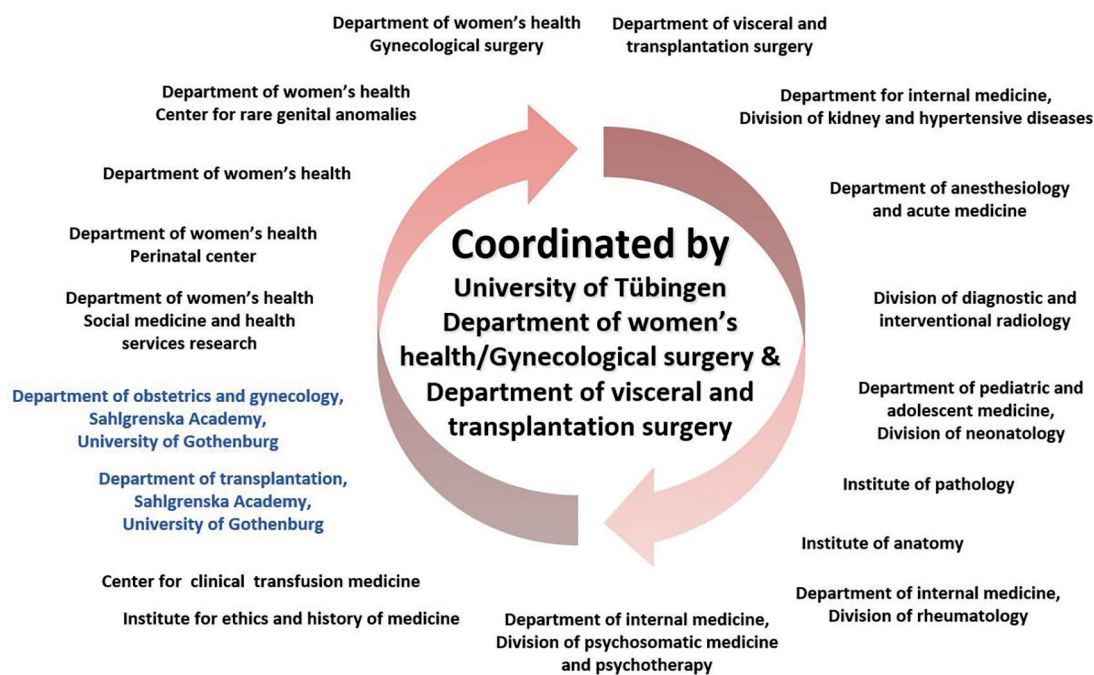 Department of women's health
Gynecological surgery
Department of visceral and
transplantation surgery
Department of women's health
Center for rare genital anomalies
Department for internal medicine,
Division of kidney and hypertensive diseases
Department of women's health
Department of anesthesiology
and acute medicine
Department of women's health
Perinatal center
Coordinated by
University of Tübingen
Department of women's
health/Gynecological surgery &
Department of visceral and
transplantation surgery
Department of women's health
Social medicine and health
services research
Division of diagnostic and
interventional radiology
Department of obstetrics and gynecology,
Sahlgrenska Academy,
University of Gothenburg
Department of pediatric and
adolescent medicine,
Division of neonatology
Department of transplantation,
Sahlgrenska Academy,
University of Gothenburg
Institute of pathology
Institute of anatomy
Center for clinical transfusion medicine
Department of internal medicine,
Division of rheumatology
Institute for ethics and history of medicine
Department of internal medicine,
Division of psychosomatic medicine
and psychotherapy